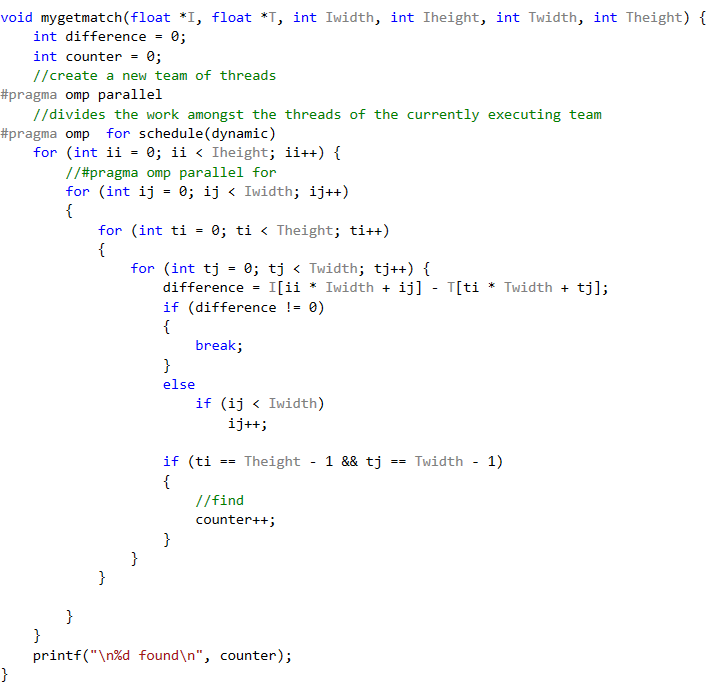 void mygetmatch(float *I, float *T, int Iwidth, int Iheight, int Twidth, int Theight) {
    int difference = 0;
    int counter = 0;
    //create a new team of threads
#pragma omp parallel
    //divides the work amongst the threads of the currently executing team
#pragma omp  for schedule(dynamic)
    for (int ii = 0; ii < Iheight; ii++) {
        //#pragma omp parallel for
        for (int ij = 0; ij < Iwidth; ij++)
        {
            for (int ti = 0; ti < Theight; ti++)
            {
                for (int tj = 0; tj < Twidth; tj++) {
                    difference = I[ii * Iwidth + ij] - T[ti * Twidth + tj];
                    if (difference != 0)
                    {
                        break;
                    }
                    else
                        if (ij < Iwidth)
                            ij++;

                    if (ti == Theight - 1 && tj == Twidth - 1)
                    {
                        //find
                        counter++;
                    }
                }
            }

        }
    }
    printf("\n%d found\n", counter);
}